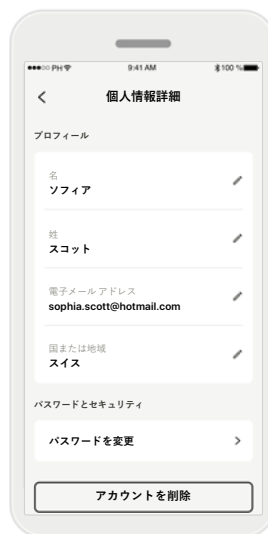 PH 9:41 AM 100 %
個人情報詳細
プロフィール
名
ソフィア
姓
スコット
電子メール アドレス
sophia.scott@hotmail.com
国または地域
スイス
パスワードとセキュリティ
パスワードを変更
アカウントを削除